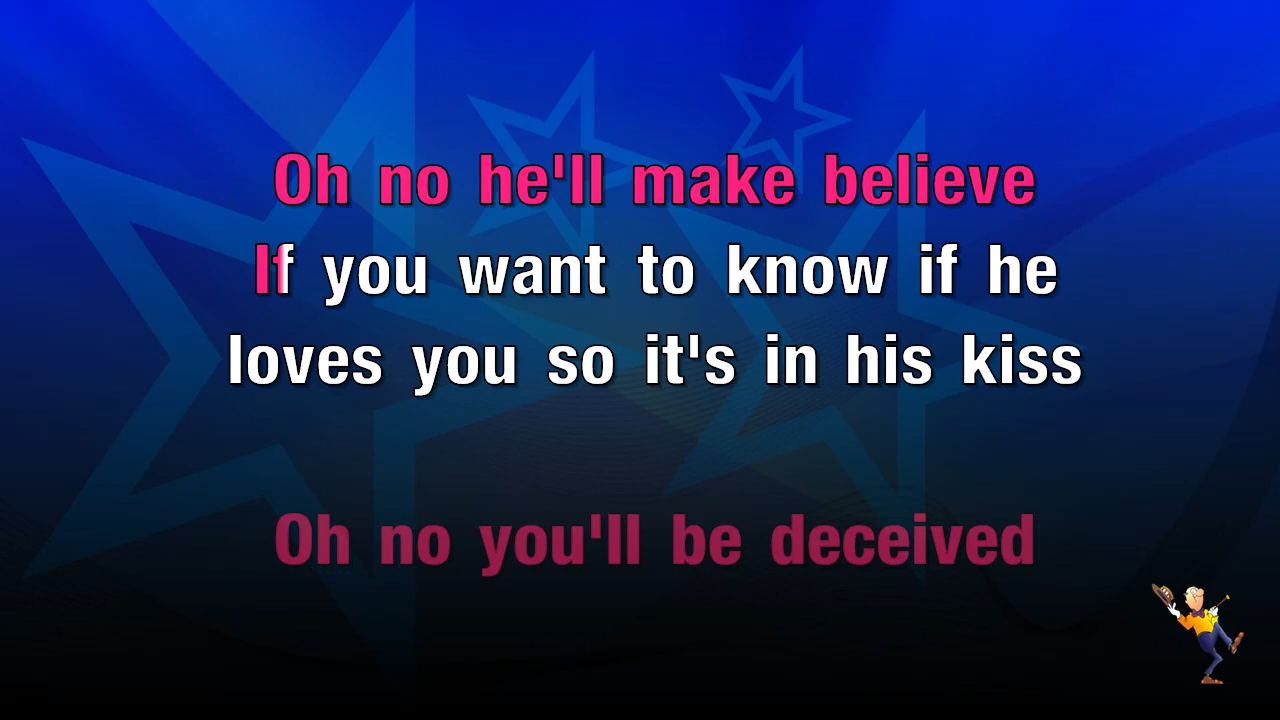 Oh no he'll make believe
If you want to know if he
loves you so it's in his kiss
Oh no you'll be deceived